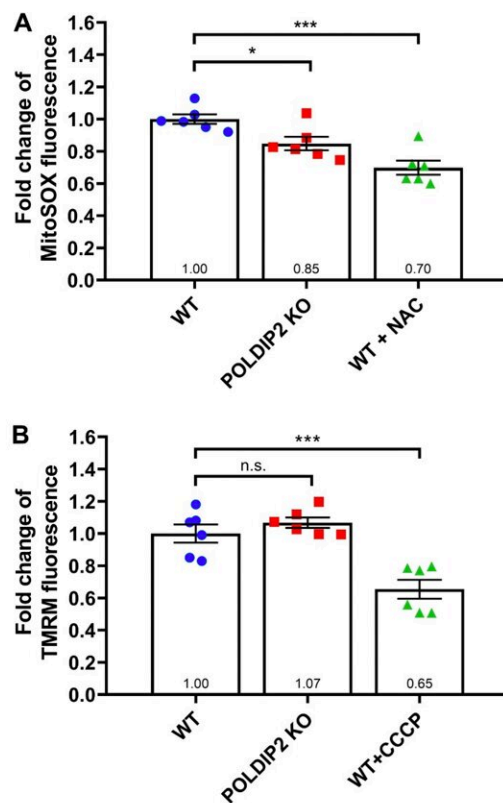 A
Fold change of
MitoSOX fluorescence
1.6
1.4
1.2
1.0
0.8
0.6
0.4
0.2
0.0
***
*
1.00
0.85
0.70
WT
POLDIP2 KO
WT + NAC
B
Fold change of
TMRM fluorescence
1.6
1.4
1.2
1.0
0.8
0.6
0.4
0.2
0.0
***
n.s.
1.00
1.07
0.65
WT
POLDIP2 KO
WT+CCCP